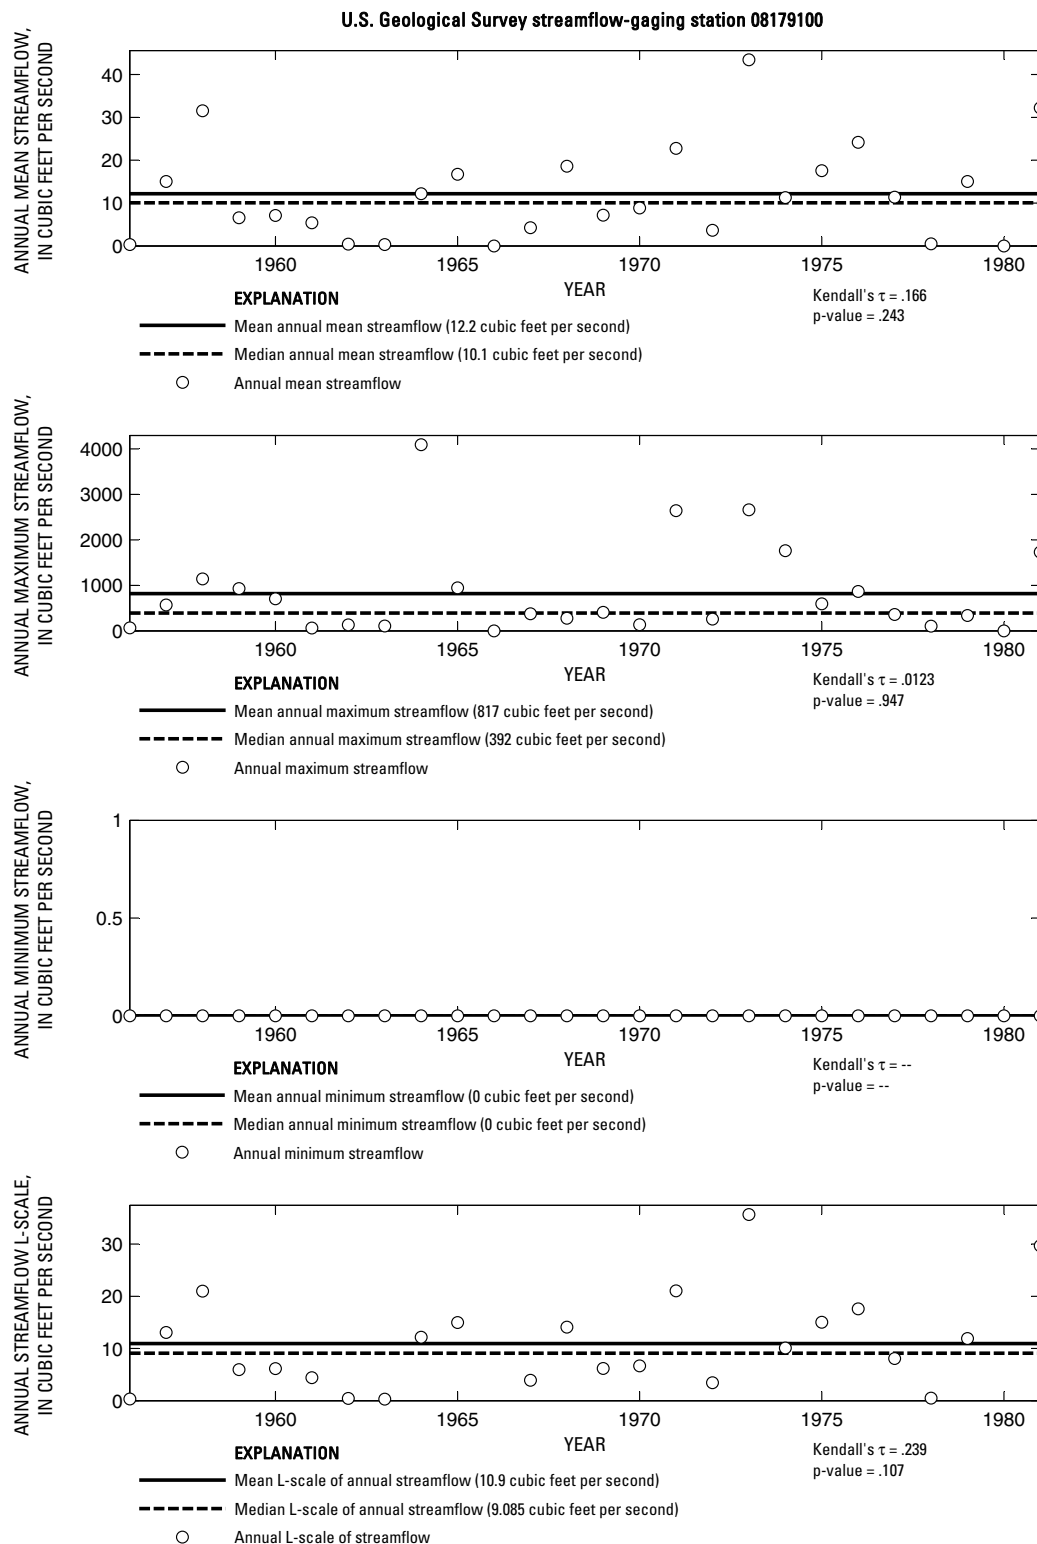 U.S. Geological Survey streamflow-gaging station 08179100
ANNUAL MEAN STREAMFLOW,
IN CUBIC FEET PER SECOND
40
30
20
10
0
1960 1965 1970 1975 1980
YEAR
Kendall's τ = .166
p-value = .243
EXPLANATION
Mean annual mean streamflow (12.2 cubic feet per second)
Median annual mean streamflow (10.1 cubic feet per second)
Annual mean streamflow
ANNUAL MAXIMUM STREAMFLOW,
IN CUBIC FEET PER SECOND
4000
3000
2000
1000
0
1960 1965 1970 1975 1980
YEAR
Kendall's τ = .0123
p-value = .947
EXPLANATION
Mean annual maximum streamflow (817 cubic feet per second)
Median annual maximum streamflow (392 cubic feet per second)
Annual maximum streamflow
ANNUAL MINIMUM STREAMFLOW,
IN CUBIC FEET PER SECOND
1
0.5
0
1960 1965 1970 1975 1980
YEAR
Kendall's τ = --
p-value = --
EXPLANATION
Mean annual minimum streamflow (0 cubic feet per second)
Median annual minimum streamflow (0 cubic feet per second)
Annual minimum streamflow
ANNUAL STREAMFLOW L-SCALE,
IN CUBIC FEET PER SECOND
30
20
10
0
1960 1965 1970 1975 1980
YEAR
Kendall's τ = .239
p-value = .107
EXPLANATION
Mean L-scale of annual streamflow (10.9 cubic feet per second)
Median L-scale of annual streamflow (9.085 cubic feet per second)
Annual L-scale of streamflow